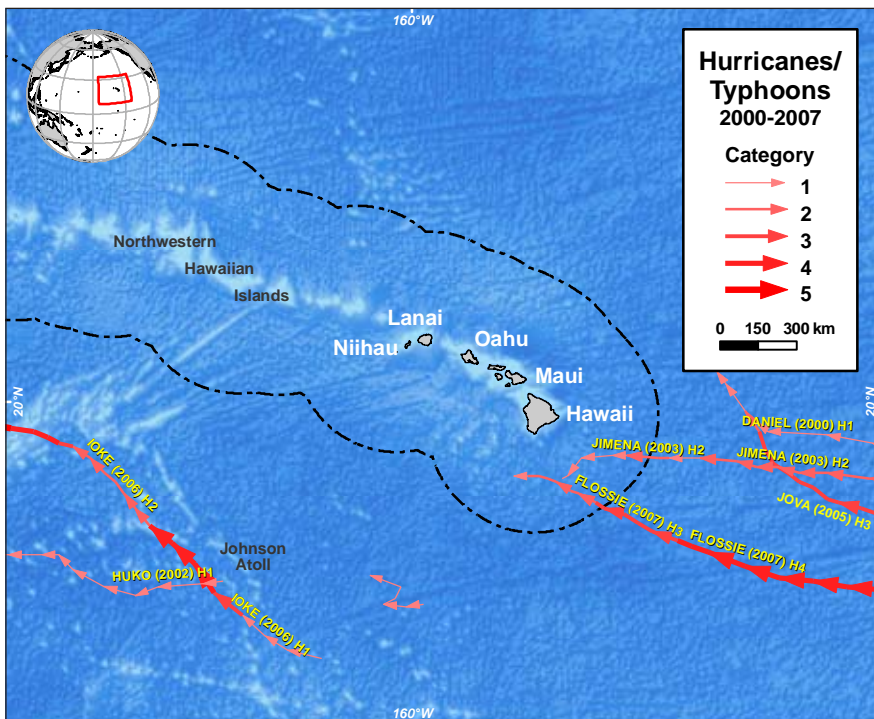 160°W
Hurricanes/
Typhoons
2000-2007
Category
1
2
3
4
5
0 150 300 km
Northwestern
Hawaiian
Islands
Lanai
Niihau
Oahu
Maui
Hawaii
20°N
20°N
DANIEL (2000) H1
JIMENA (2003) H2
JIMENA (2003) H2
JOVA (2005) H3
FLOSSIE (2007) H3
FLOSSIE (2007) H4
IOKE (2006) H2
Johnson
Atoll
HUKO (2002) H1
IOKE (2006) H1
160°W